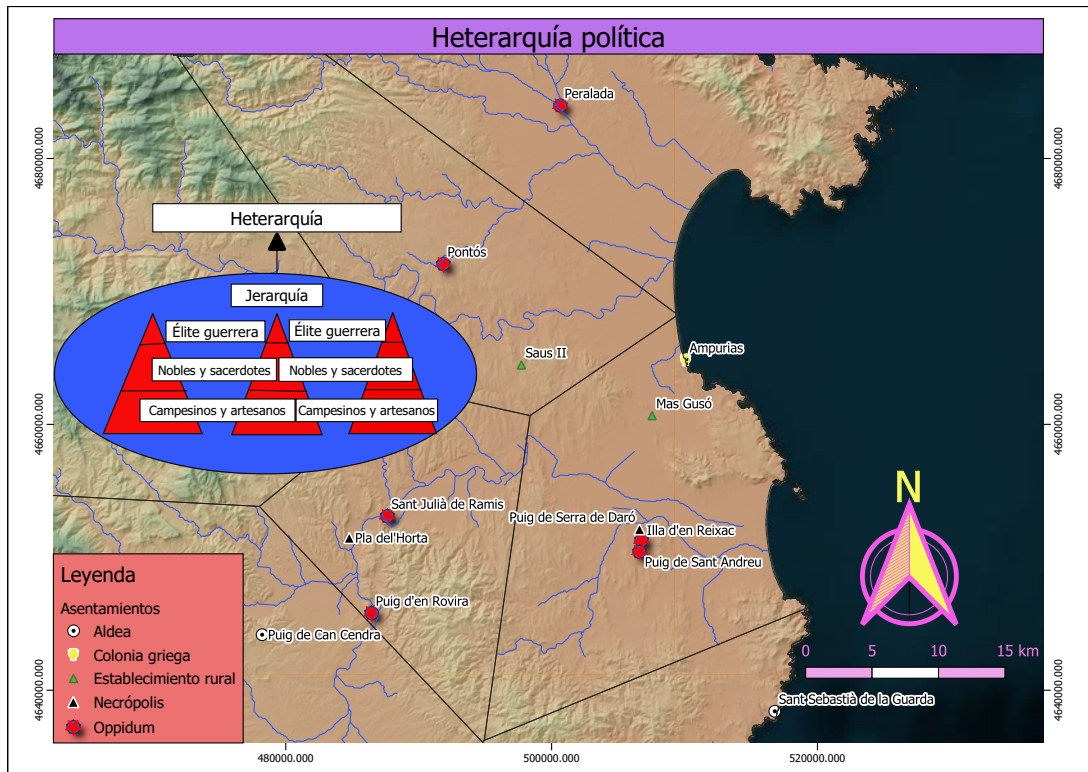 Heterarquía política
Peralada
4680000.000
4680000.000
Heterarquía
Pontós
Jerarquía
Élite guerrera
Élite guerrera
Nobles y sacerdotes
Nobles y sacerdotes
Campesinos y artesanos
Campesinos y artesanos
Ampurias
Saus II
Mas Gusó
4660000.000
4660000.000
Sant Julià de Ramis
Pla del'Horta
Puig de Serra de Daró
Illa d'en Reixac
Puig de Sant Andreu
Puig d'en Rovira
Puig de Can Cendra
N
0 5 10 15 km
Sant Sebastià de la Guarda
4640000.000
4640000.000
Leyenda
Asentamientos
Aldea
Colonia griega
Establecimiento rural
Necrópolis
Oppidum
480000.000
500000.000
520000.000